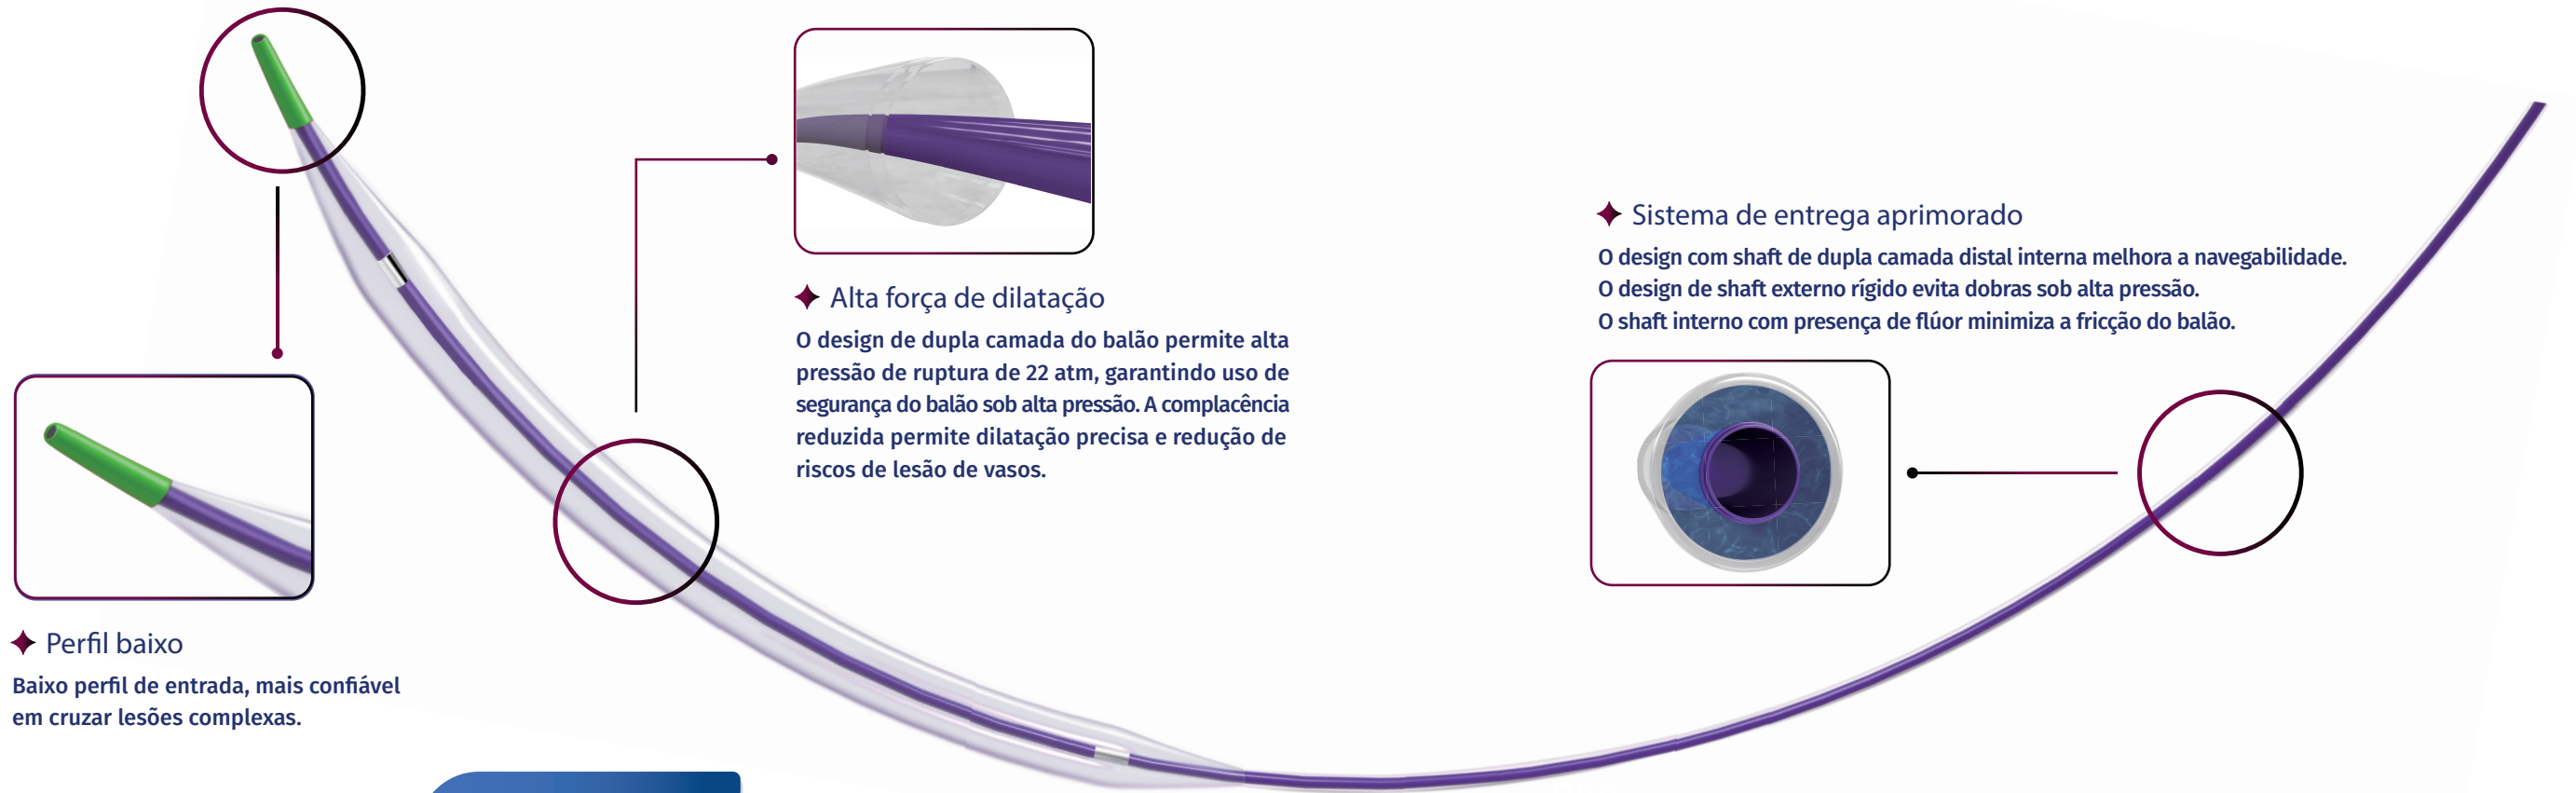 Alta força de dilatação
O design de dupla camada do balão permite alta
pressão de ruptura de 22 atm, garantindo uso de
segurança do balão sob alta pressão. A complacência
reduzida permite dilatação precisa e redução de
riscos de lesão de vasos.
Sistema de entrega aprimorado
O design com shaft de dupla camada distal interna melhora a navegabilidade.
O design de shaft externo rígido evita dobras sob alta pressão.
O shaft interno com presença de flúor minimiza a fricção do balão.
Perfil baixo
Baixo perfil de entrada, mais confiável
em cruzar lesões complexas.